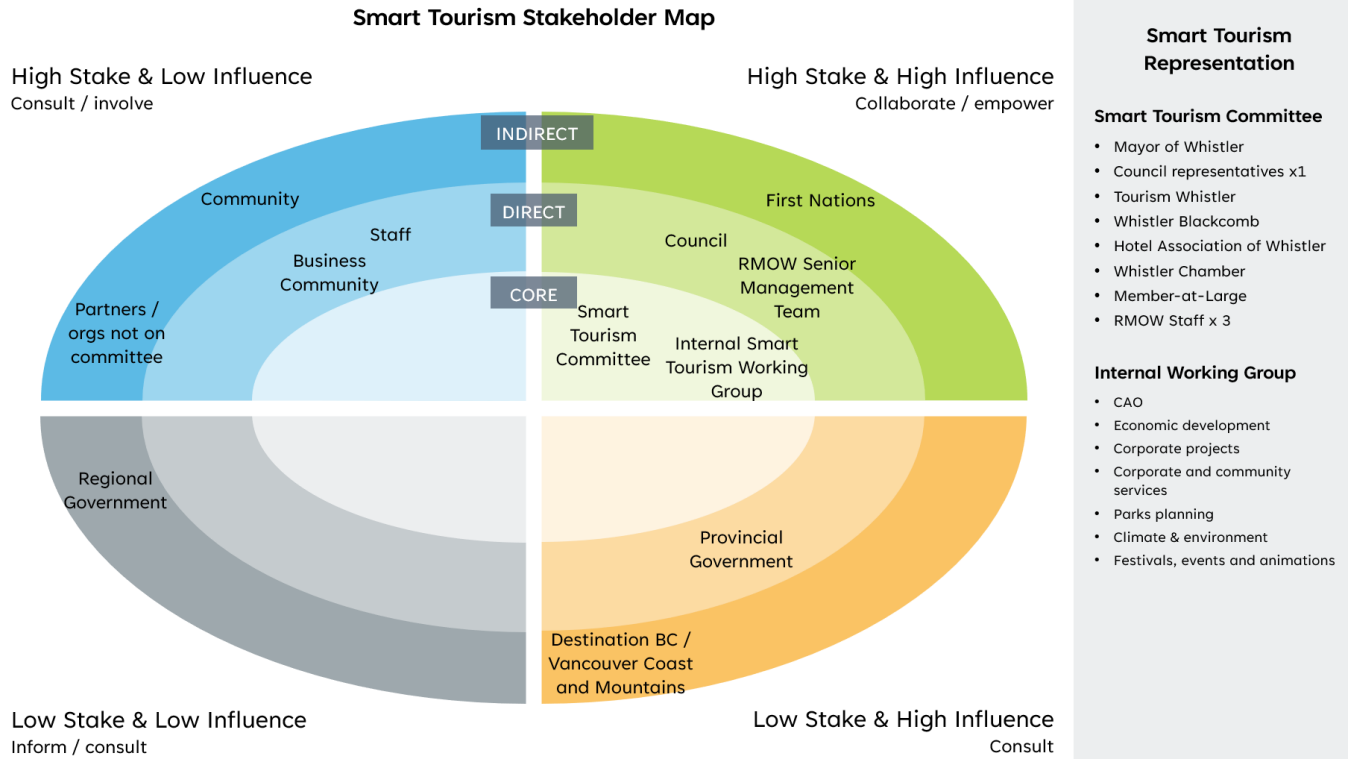 Smart Tourism Stakeholder Map
High Stake & Low Influence
Consult / involve
High Stake & High Influence
Collaborate / empower
INDIRECT
DIRECT
CORE
Community
Staff
Business
Community
Partners /
orgs not on
committee
First Nations
Council
RMOW Senior
Management
Team
Smart
Tourism
Committee
Internal Smart
Tourism Working
Group
Regional
Government
Provincial
Government
Destination BC /
Vancouver Coast
and Mountains
Low Stake & Low Influence
Inform / consult
Low Stake & High Influence
Consult
Smart Tourism
Representation
Smart Tourism Committee
• Mayor of Whistler
• Council representatives x1
• Tourism Whistler
• Whistler Blackcomb
• Hotel Association of Whistler
• Whistler Chamber
• Member-at-Large
• RMOW Staff x 3
Internal Working Group
• CAO
• Economic development
• Corporate projects
• Corporate and community
services
• Parks planning
• Climate & environment
• Festivals, events and animations